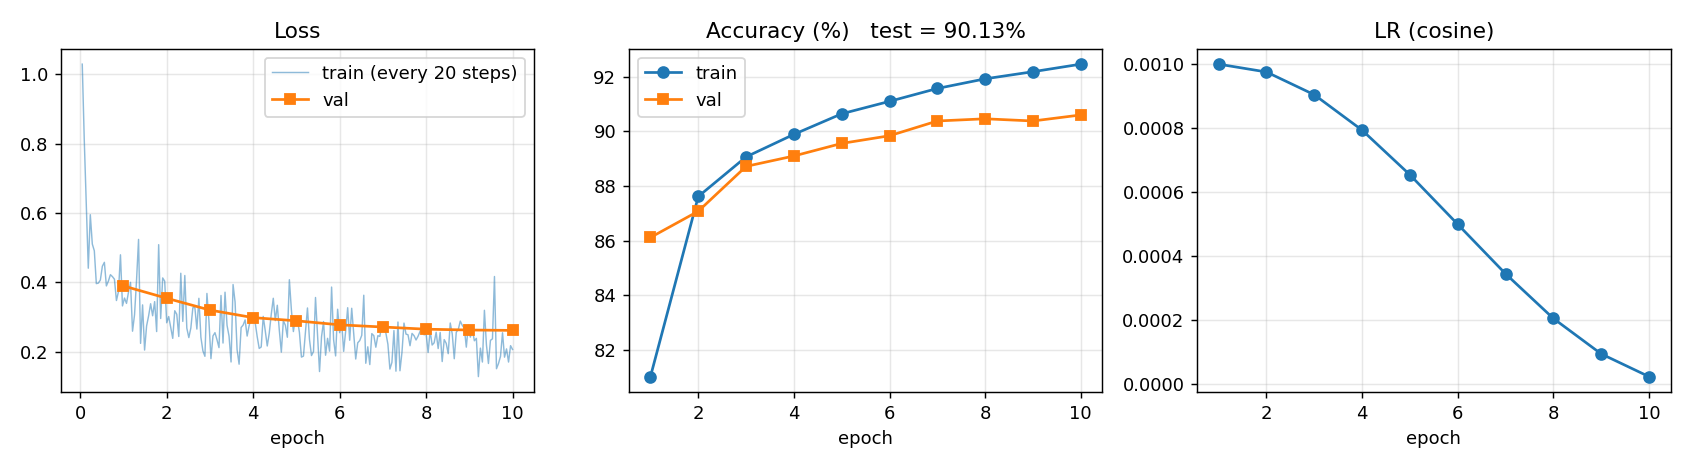 Loss
1.0
0.8
0.6
0.4
0.2
0 2 4 6 8 10
epoch
train (every 20 steps)
val
Accuracy (%)   test = 90.13%
92
90
88
86
84
82
2 4 6 8 10
epoch
train
val
LR (cosine)
0.0010
0.0008
0.0006
0.0004
0.0002
0.0000
2 4 6 8 10
epoch